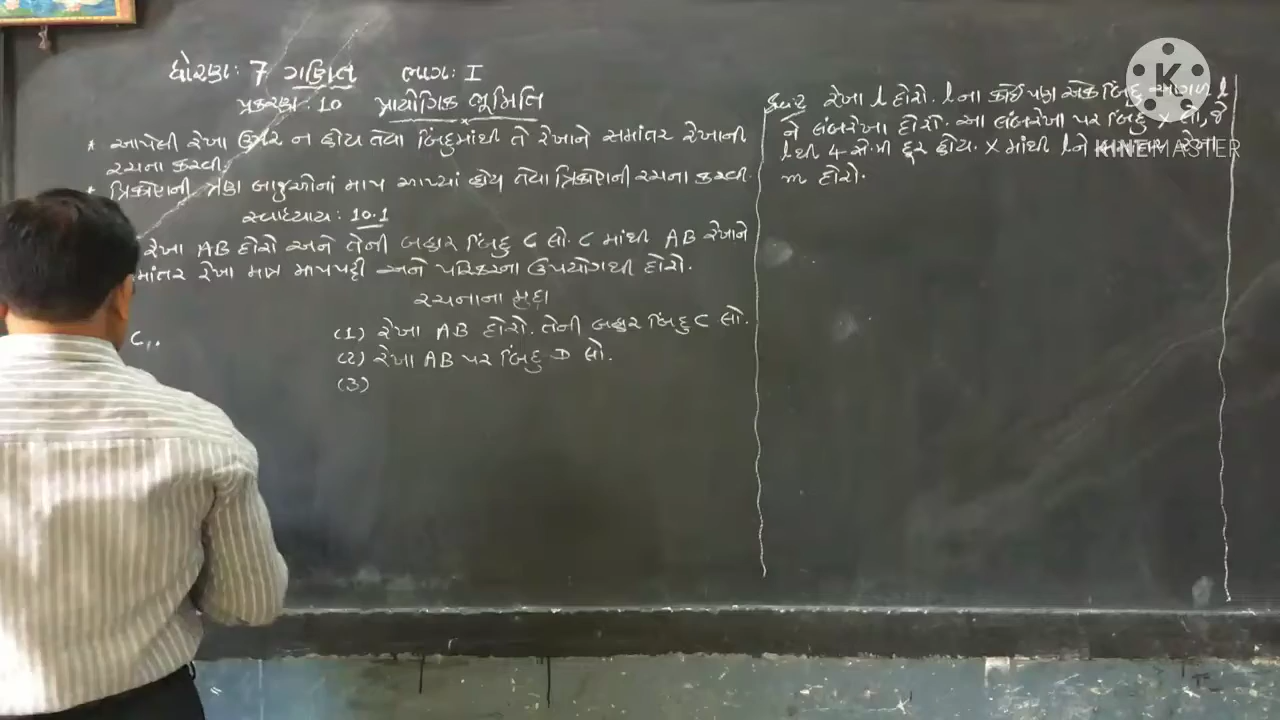 ધોરણ: 7 ગણિત ભાગ: I
પ્રકરણ: 10 પ્રાયોગિક ભૂમિતિ
* આપેલી રેખા ઉપર ન હોય તેવા બિંદુમાંથી તે રેખાને સમાંતર રેખાની
રચના કરવી.
* ત્રિકોણની ત્રણ બાજુઓનાં માપ આપ્યાં હોય તેવા ત્રિકોણની રચના કરવી.
સ્વાધ્યાય: 10.1
રેખા AB દોરો અને તેની બહાર બિંદુ C લો. C માંથી AB રેખાને
માંતર રેખા માત્ર માપપટ્ટી અને પરિકરના ઉપયોગથી દોરો.
રચનાના મુદ્દા
C
(1) રેખા AB દોરો. તેની બહાર બિંદુ C લો.
(2) રેખા AB પર બિંદુ D લો.
(3)
રેખા l દોરો. l ના કોઈ પણ એક બિંદુ આગળ l
ને લંબરેખા દોરો. આ લંબરેખા પર બિંદુ X લો, જે
l થી 4 સે.મી દૂર હોય. X માંથી l ને રેખા
m દોરો.
K
KINEMASTER